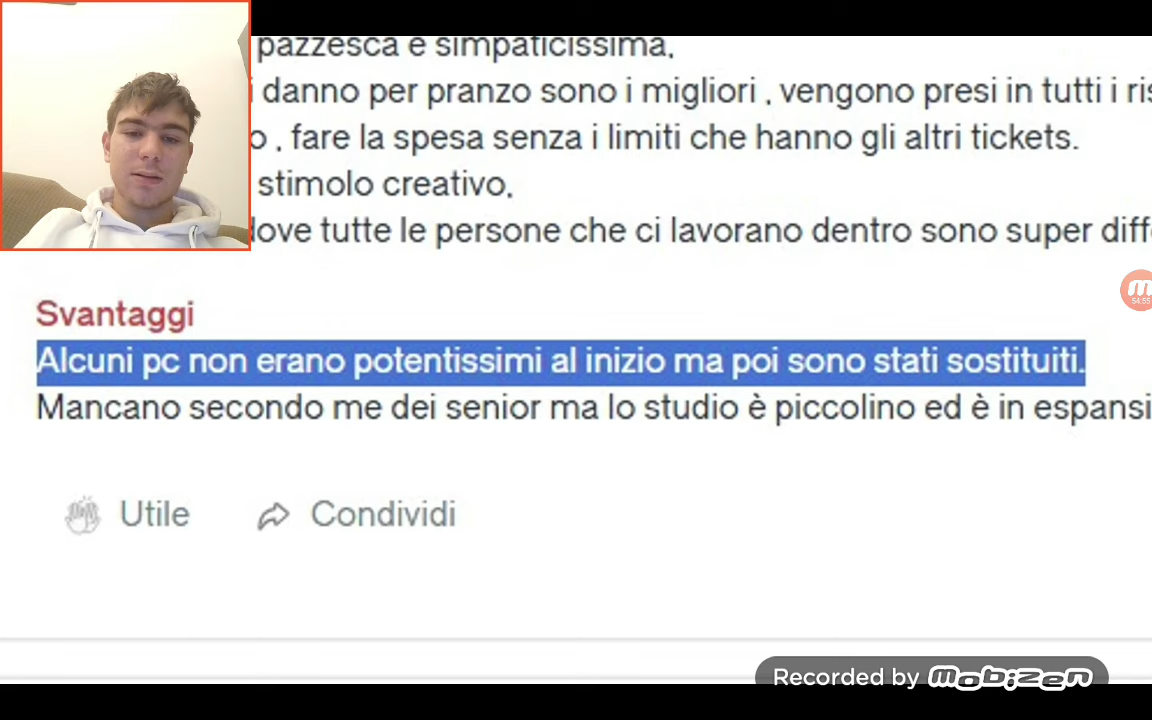 pazzesca e simpaticissima,
i danno per pranzo sono i migliori , vengono presi in tutti i
o , fare la spesa senza i limiti che hanno gli altri tickets.
stimolo creativo,
dove tutte le persone che ci lavorano dentro sono super
Svantaggi
Alcuni pc non erano potentissimi al inizio ma poi sono stati sostituiti.
Mancano secondo me dei senior ma lo studio è piccolino ed è in espansi
Utile
Condividi
54:55
Recorded by mobizen